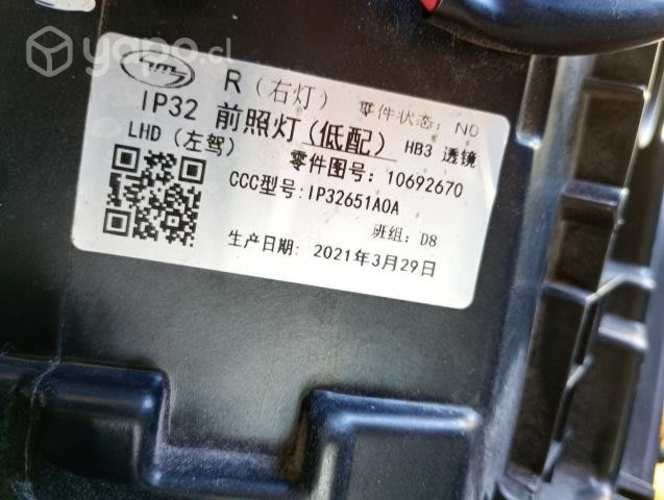 yapo.cl
R（右灯）
零件状态: NO
IP32 前照灯(低配) HB3 透镜
LHD（左驾）
零件图号: 10692670
CCC型号:IP32651A0A
班组: D8
生产日期: 2021年3月29日